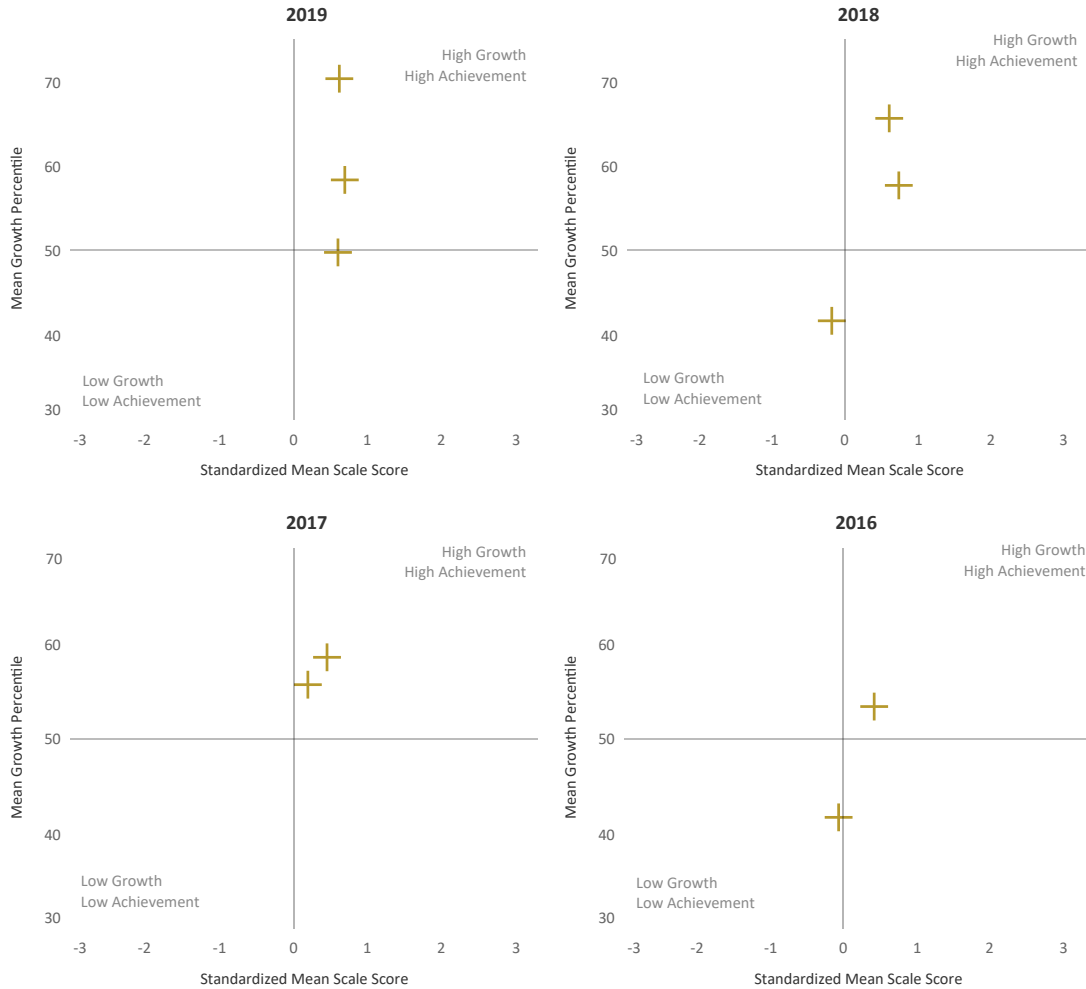 2019
High Growth
High Achievement
Mean Growth Percentile
70
60
50
40
30
Low Growth
Low Achievement
-3 -2 -1 0 1 2 3
Standardized Mean Scale Score
2018
High Growth
High Achievement
Mean Growth Percentile
70
60
50
40
30
Low Growth
Low Achievement
-3 -2 -1 0 1 2 3
Standardized Mean Scale Score
2017
High Growth
High Achievement
Mean Growth Percentile
70
60
50
40
30
Low Growth
Low Achievement
-3 -2 -1 0 1 2 3
Standardized Mean Scale Score
2016
High Growth
High Achievement
Mean Growth Percentile
70
60
50
40
30
Low Growth
Low Achievement
-3 -2 -1 0 1 2 3
Standardized Mean Scale Score